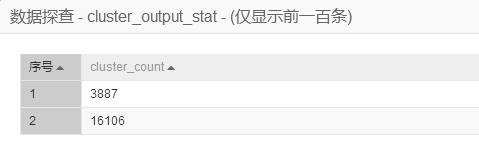 数据探查 - cluster_output_stat - (仅显示前一百条)
序号 cluster_count
1 3887
2 16106